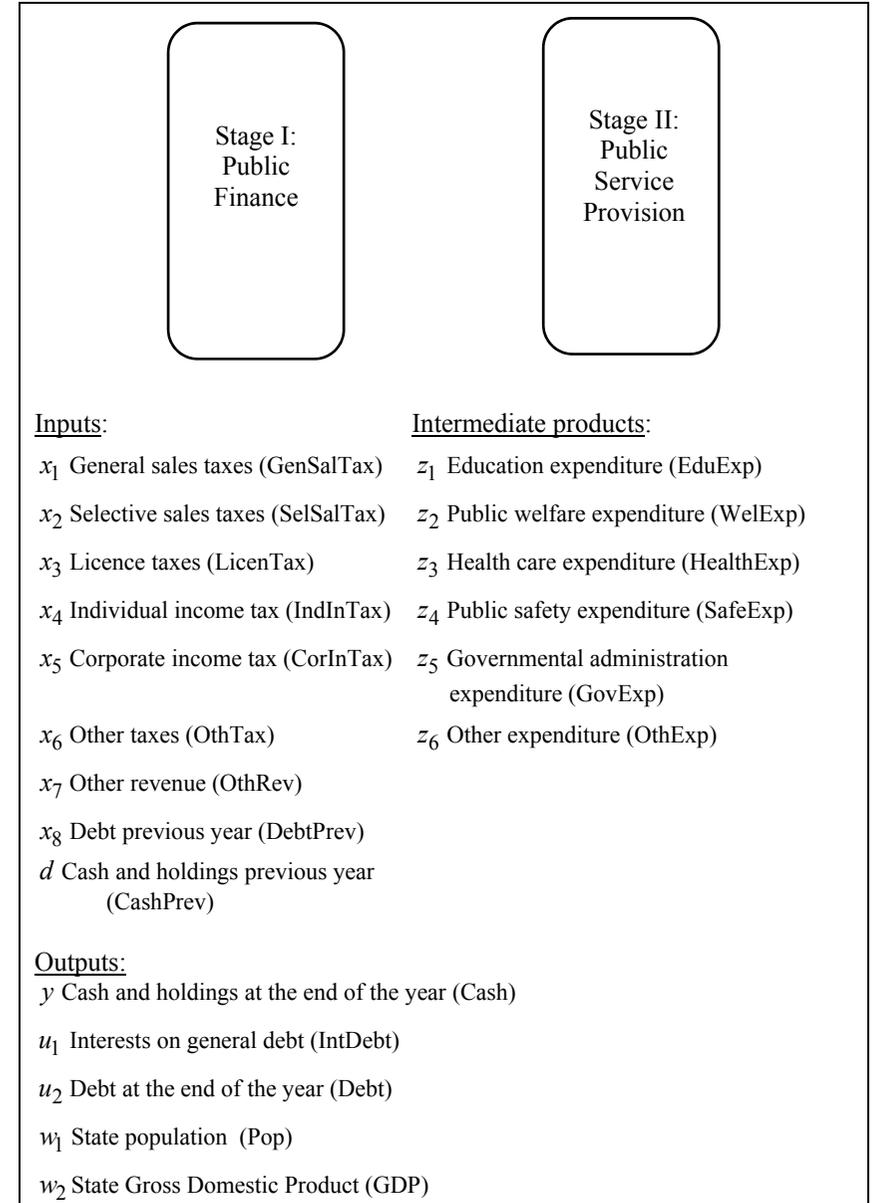 Stage I:
Public
Finance
Stage II:
Public
Service
Provision
Inputs:
x1 General sales taxes (GenSalTax)
x2 Selective sales taxes (SelSalTax)
x3 Licence taxes (LicenTax)
x4 Individual income tax (IndInTax)
x5 Corporate income tax (CorInTax)
x6 Other taxes (OthTax)
x7 Other revenue (OthRev)
x8 Debt previous year (DebtPrev)
d Cash and holdings previous year
(CashPrev)
Intermediate products:
z1 Education expenditure (EduExp)
z2 Public welfare expenditure (WelExp)
z3 Health care expenditure (HealthExp)
z4 Public safety expenditure (SafeExp)
z5 Governmental administration
expenditure (GovExp)
z6 Other expenditure (OthExp)
Outputs:
y Cash and holdings at the end of the year (Cash)
u1 Interests on general debt (IntDebt)
u2 Debt at the end of the year (Debt)
w1 State population (Pop)
w2 State Gross Domestic Product (GDP)